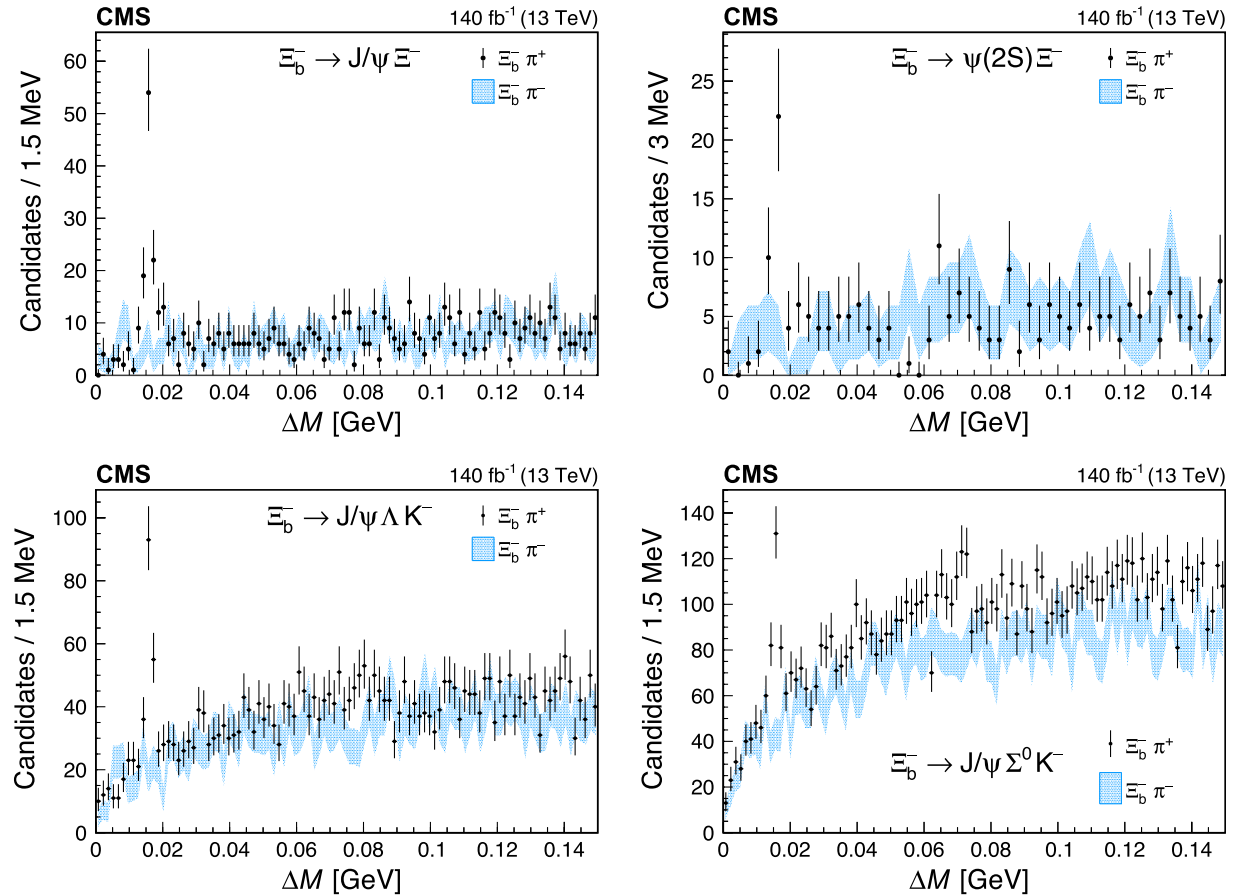 CMS 140 fb⁻¹ (13 TeV)
Ξb⁻ → J/ψ Ξ⁻
Ξb⁻ π⁺
Ξb⁻ π⁻
Candidates / 1.5 MeV
60
50
40
30
20
10
0
0 0.02 0.04 0.06 0.08 0.1 0.12 0.14
ΔM [GeV]
CMS 140 fb⁻¹ (13 TeV)
Ξb⁻ → ψ(2S) Ξ⁻
Ξb⁻ π⁺
Ξb⁻ π⁻
Candidates / 3 MeV
25
20
15
10
5
0
0 0.02 0.04 0.06 0.08 0.1 0.12 0.14
ΔM [GeV]
CMS 140 fb⁻¹ (13 TeV)
Ξb⁻ → J/ψ Λ K⁻
Ξb⁻ π⁺
Ξb⁻ π⁻
Candidates / 1.5 MeV
100
80
60
40
20
0
0 0.02 0.04 0.06 0.08 0.1 0.12 0.14
ΔM [GeV]
CMS 140 fb⁻¹ (13 TeV)
Candidates / 1.5 MeV
140
120
100
80
60
40
20
0
Ξb⁻ → J/ψ Σ⁰ K⁻
Ξb⁻ π⁺
Ξb⁻ π⁻
0 0.02 0.04 0.06 0.08 0.1 0.12 0.14
ΔM [GeV]